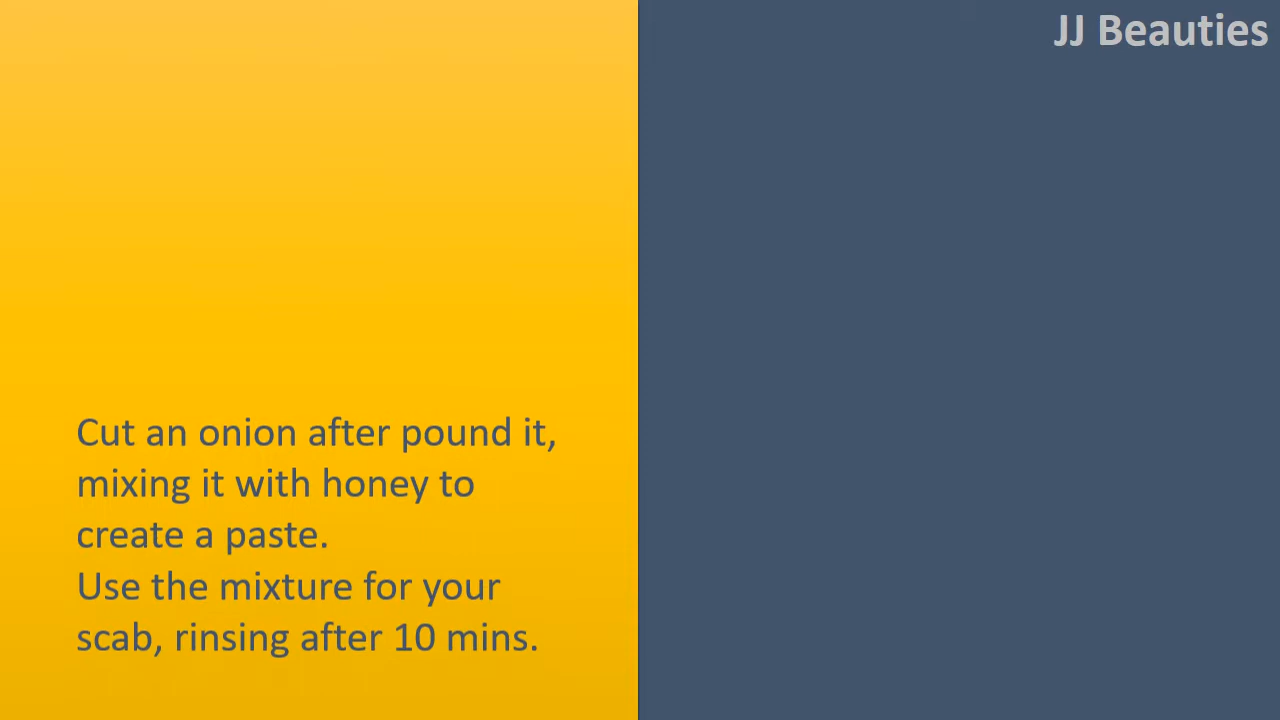 JJ Beauties
Cut an onion after pound it,
mixing it with honey to
create a paste.
Use the mixture for your
scab, rinsing after 10 mins.